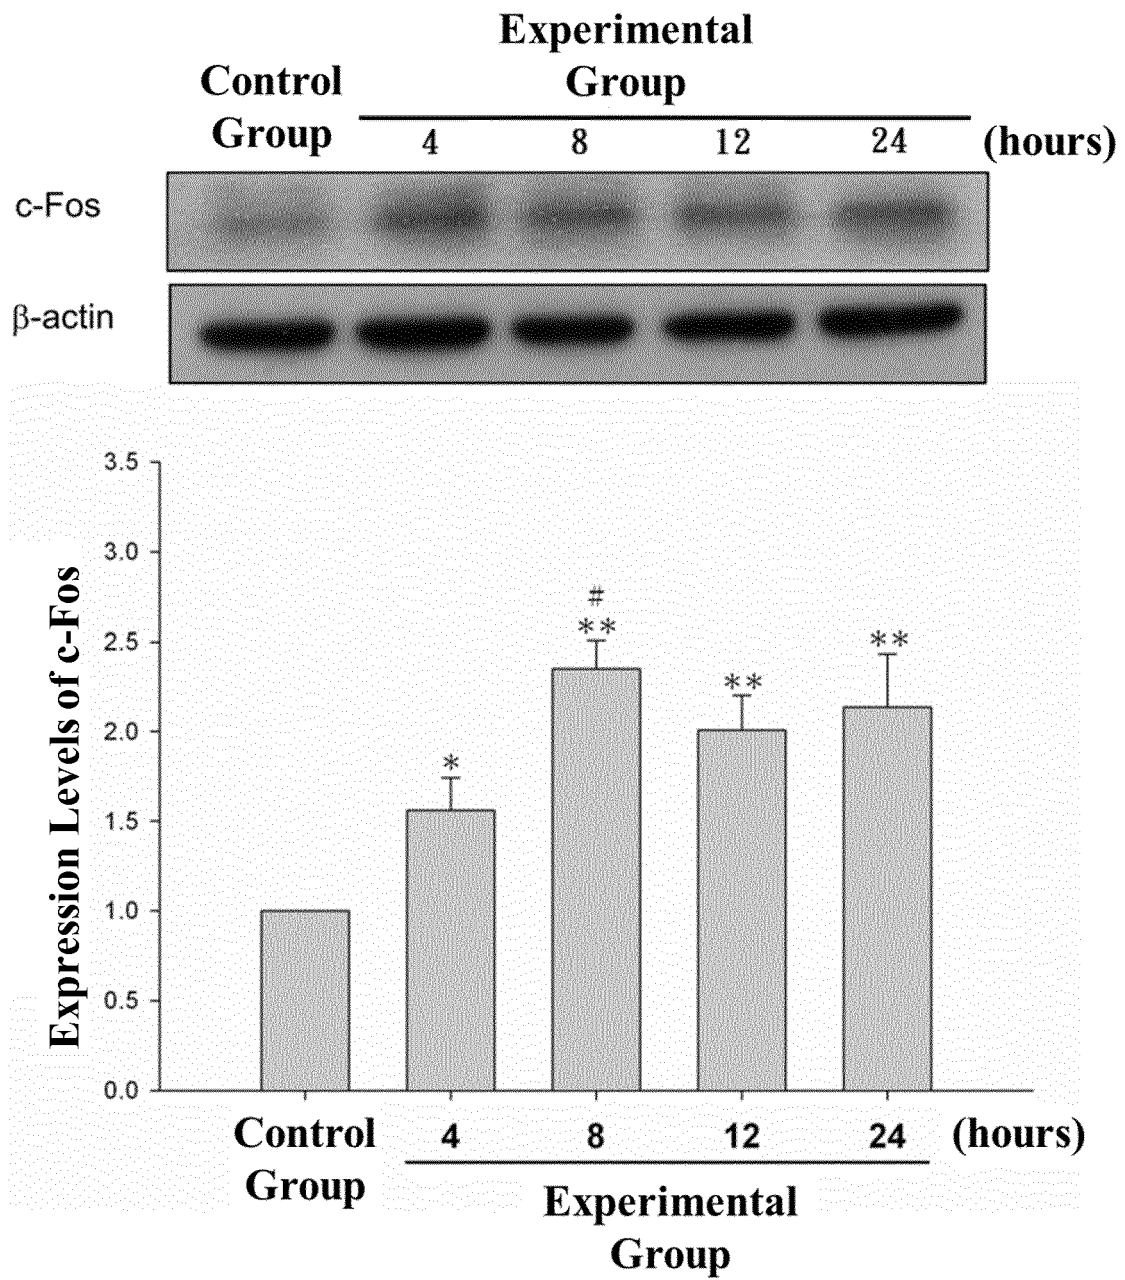 Experimental
Group
Control
Group
4 8 12 24 (hours)
c-Fos
β-actin
3.5
3.0
2.5
2.0
1.5
1.0
0.5
0.0
Expression Levels of c-Fos
*
#
**
**
**
Control
Group
4 8 12 24 (hours)
Experimental
Group